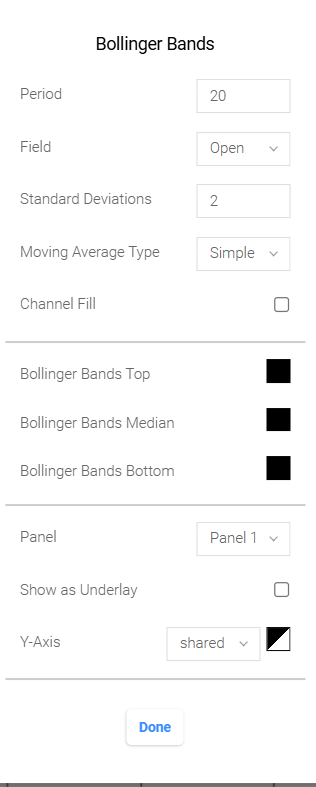 Bollinger Bands
Period 20
Field Open
Standard Deviations 2
Moving Average Type Simple
Channel Fill
Bollinger Bands Top
Bollinger Bands Median
Bollinger Bands Bottom
Panel Panel 1
Show as Underlay
Y-Axis shared
Done